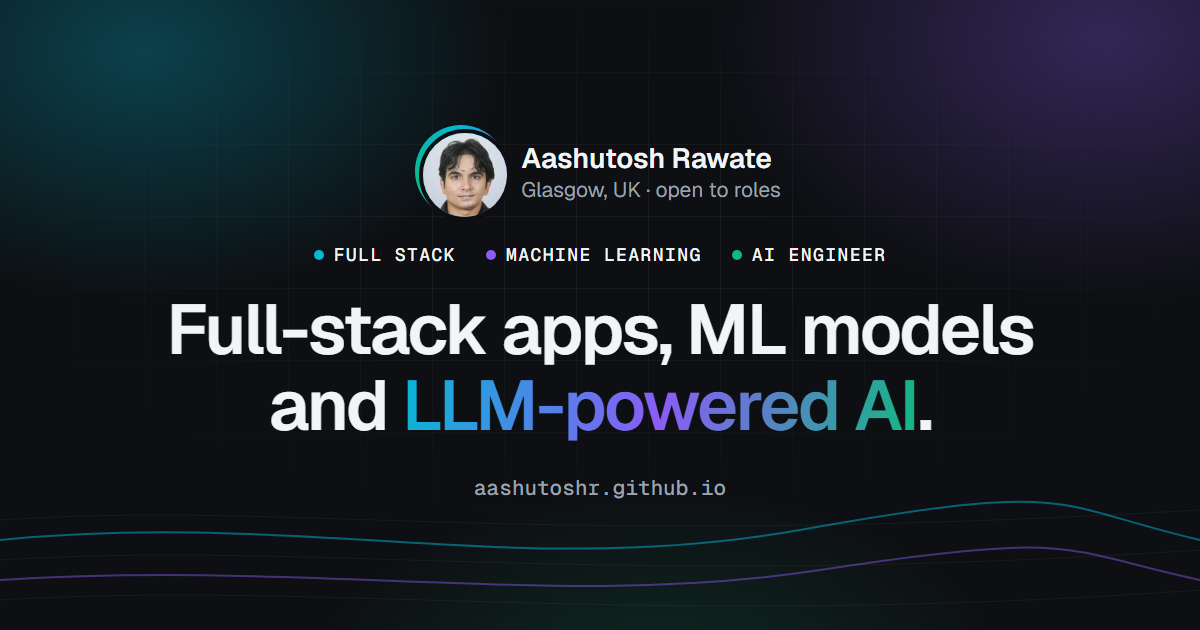 Aashutosh Rawate
Glasgow, UK · open to roles
FULL STACK MACHINE LEARNING AI ENGINEER
Full-stack apps, ML models
and LLM-powered AI.
aashutoshr.github.io